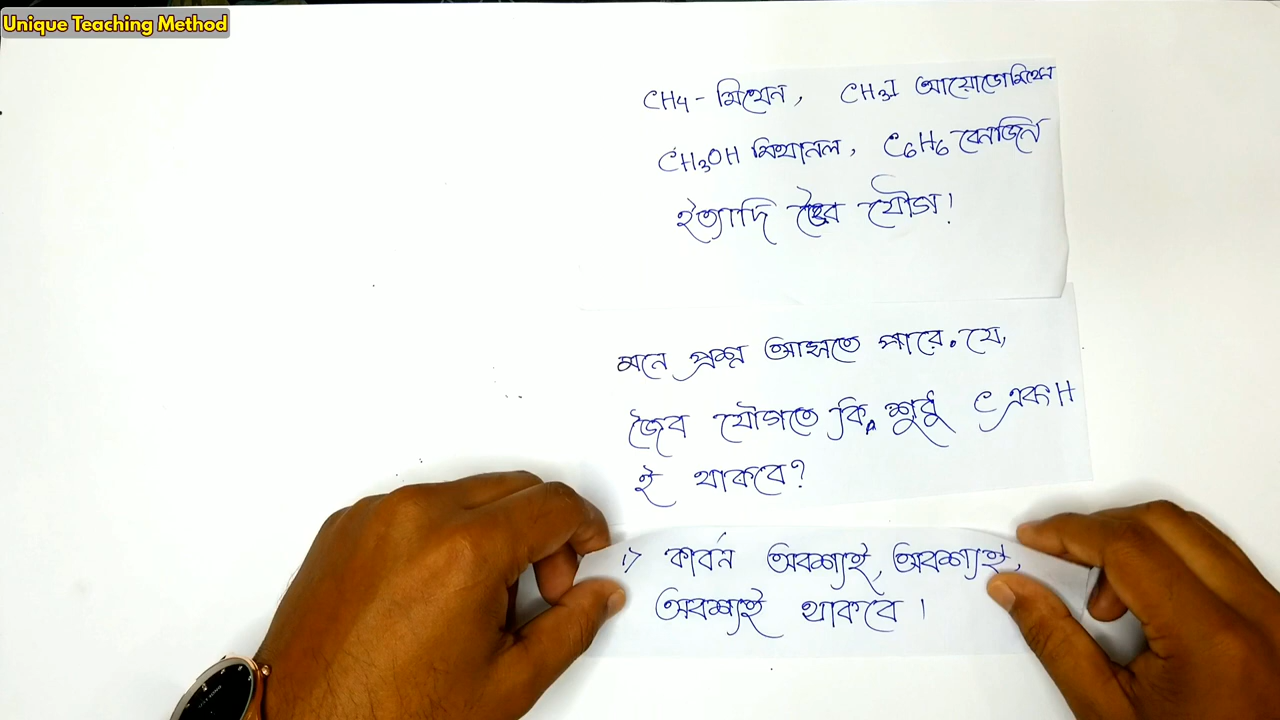 Unique Teaching Method
CH4 - মিথেন, CH3I আয়োডোমিথেন
CH3OH মিথানল, C6H6 বেনজিন
ইত্যাদি জৈব যৌগ।
মনে প্রশ্ন আসতে পারে. যে,
জৈব যৌগতে কি, শুধু C এবং H
ই থাকবে?
1> কার্বন অবশ্যই, অবশ্যই,
অবশ্যই থাকবে।